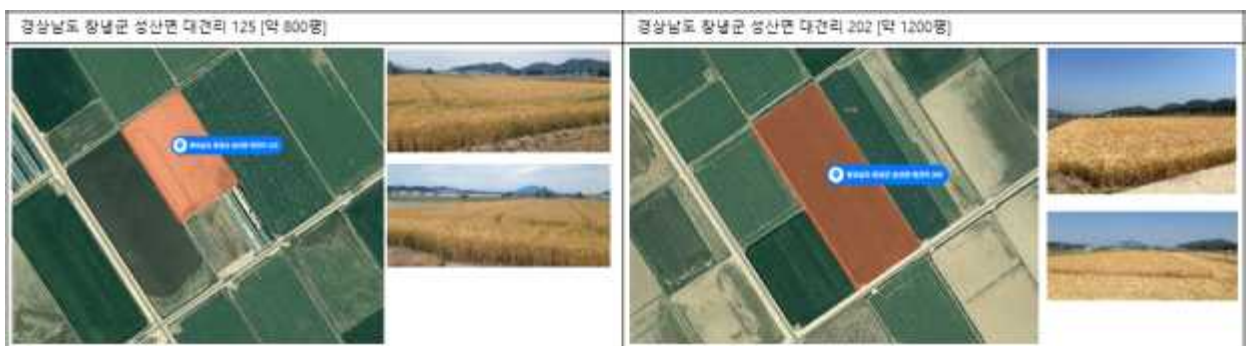 경상남도 창녕군 성산면 대견리 125 [약 800평]
경상남도 창녕군 성산면 대견리 202 [약 1200평]